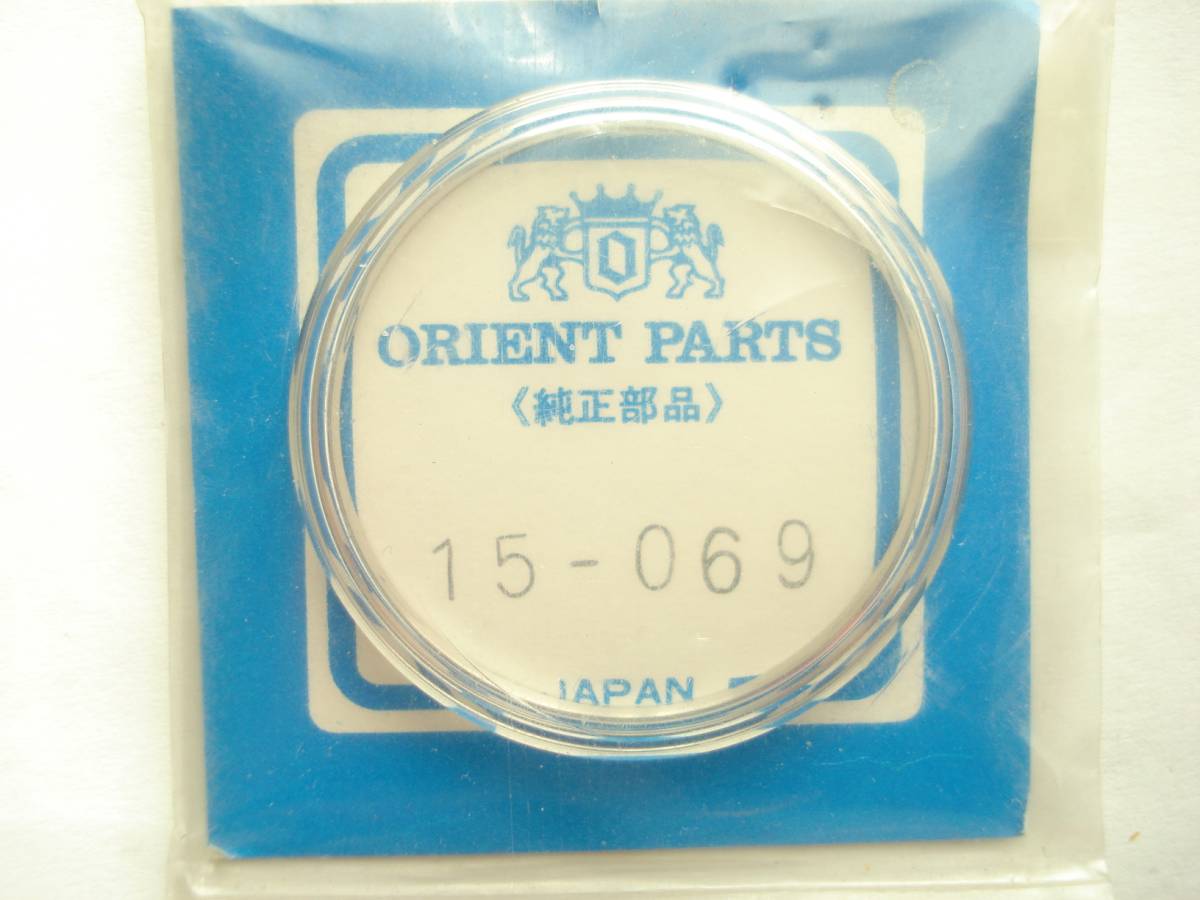 O
ORIENT PARTS
《純正部品》
15-069
JAPAN